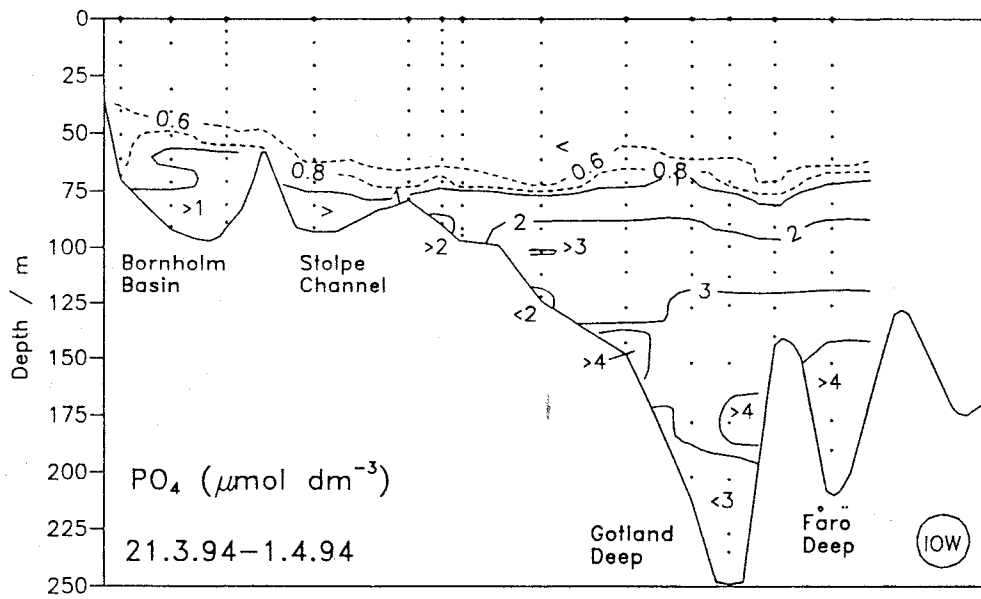 0
25
50
75
100
125
150
175
200
225
250
Depth / m
0.6
<
0.6
0.8
0.8
1
1
>1
>
2
2
>2
>3
Bornholm
Basin
Stolpe
Channel
<2
3
>4
>4
>4
<3
PO₄ (μmol dm⁻³)
21.3.94–1.4.94
Gotland
Deep
Fårö
Deep
IOW